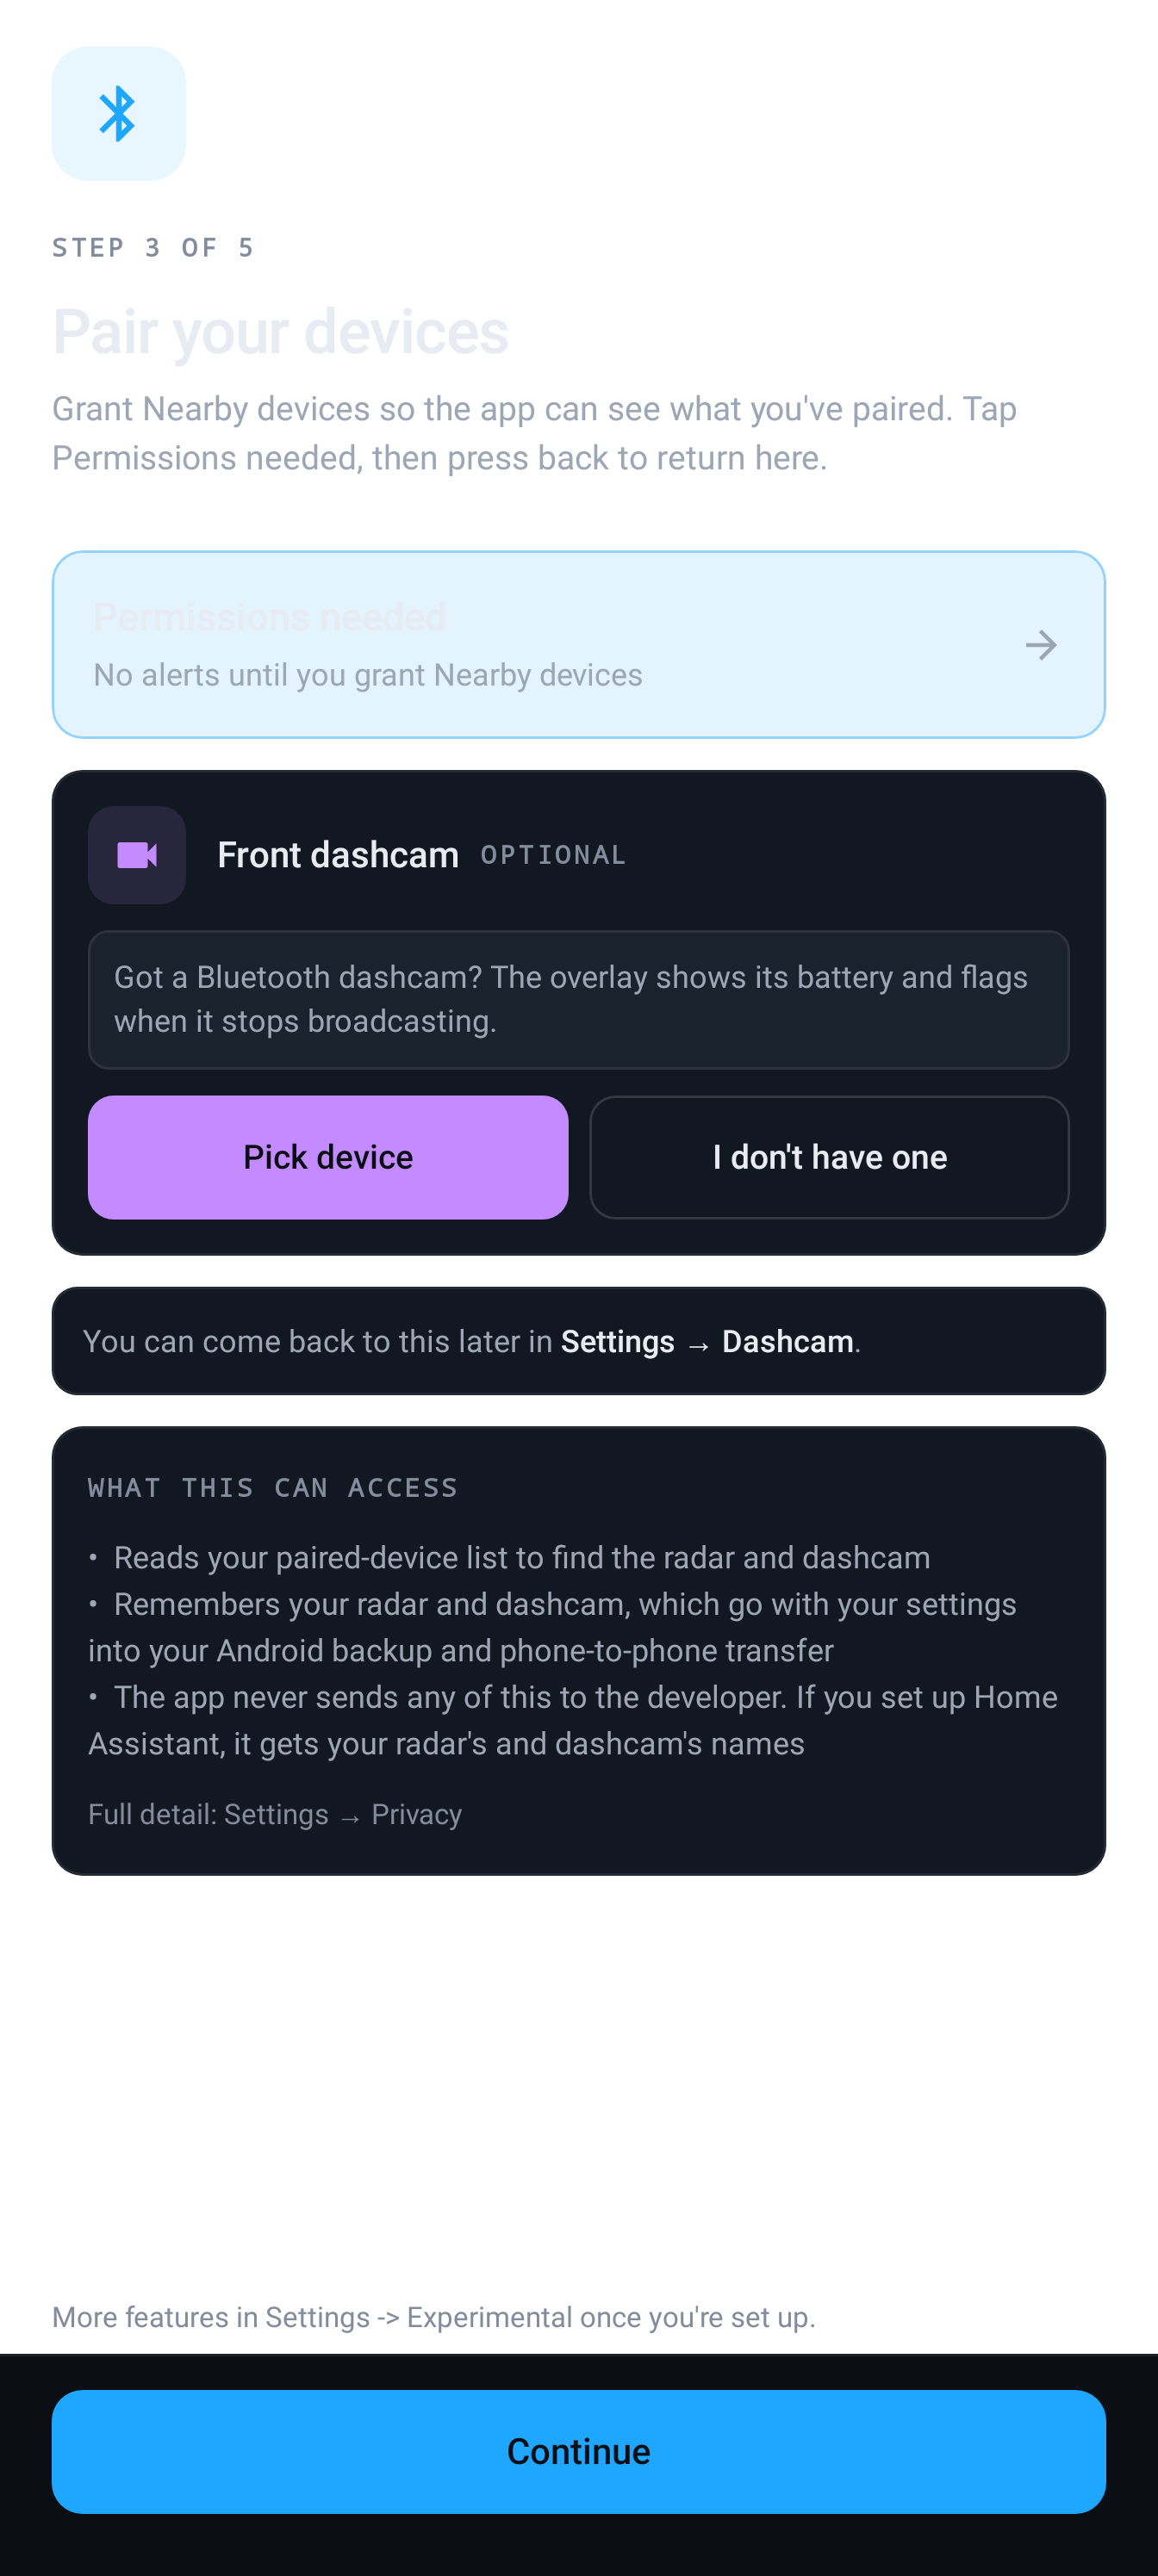 STEP 3 OF 5
Pair your devices
Grant Nearby devices so the app can see what you've paired. Tap
Permissions needed, then press back to return here.
Permissions needed
No alerts until you grant Nearby devices
Front dashcam OPTIONAL
Got a Bluetooth dashcam? The overlay shows its battery and flags
when it stops broadcasting.
Pick device
I don't have one
You can come back to this later in Settings → Dashcam.
WHAT THIS CAN ACCESS
• Reads your paired-device list to find the radar and dashcam
• Remembers your radar and dashcam, which go with your settings
into your Android backup and phone-to-phone transfer
• The app never sends any of this to the developer. If you set up Home
Assistant, it gets your radar's and dashcam's names
Full detail: Settings → Privacy
More features in Settings -> Experimental once you're set up.
Continue